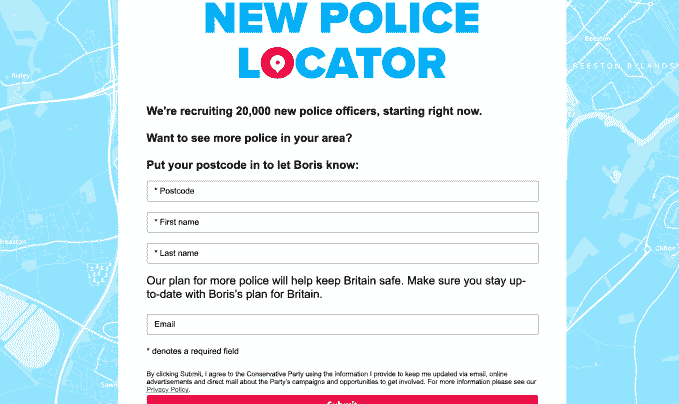 NEW POLICE
LOCATOR
We're recruiting 20,000 new police officers, starting right now.
Want to see more police in your area?
Put your postcode in to let Boris know:
* Postcode
* First name
* Last name
Our plan for more police will help keep Britain safe. Make sure you stay up-
to-date with Boris's plan for Britain.
Email
* denotes a required field
By clicking Submit, I agree to the Conservative Party using the information I provide to keep me updated via email, online
advertisements and direct mail about the Party's campaigns and opportunities to get involved. For more information please see our
Privacy Policy.
Submit
Risley
Beeston
BEESTON RYLANDS
Clifton